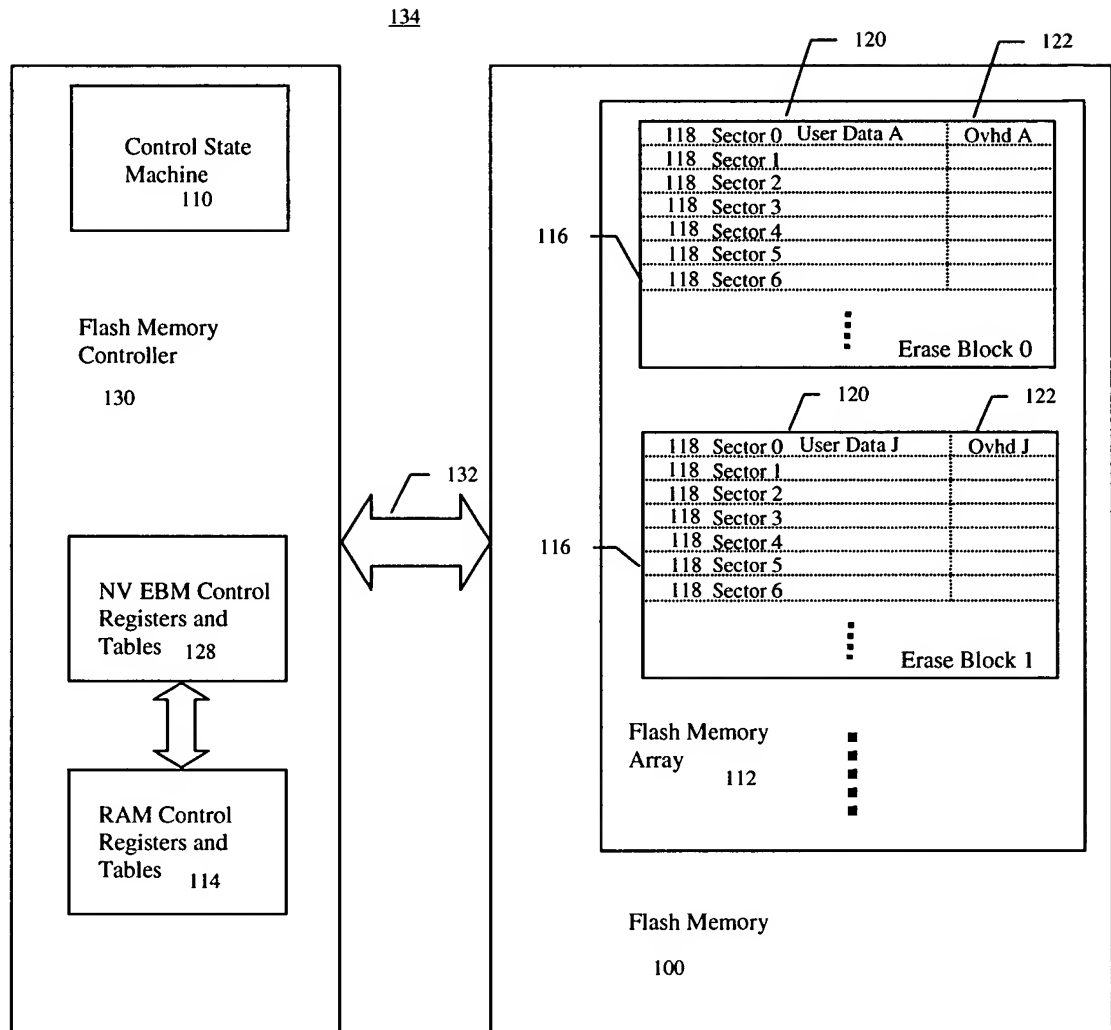 134
Control State
Machine
110
Flash Memory
Controller
130
NV EBM Control
Registers and
Tables 128
RAM Control
Registers and
Tables 114
132
120
122
118 Sector 0 User Data A Ovhd A
118 Sector 1
118 Sector 2
118 Sector 3
118 Sector 4
118 Sector 5
118 Sector 6
116
Erase Block 0
120
122
118 Sector 0 User Data J Ovhd J
118 Sector 1
118 Sector 2
118 Sector 3
118 Sector 4
118 Sector 5
118 Sector 6
116
Erase Block 1
Flash Memory
Array
112
Flash Memory
100